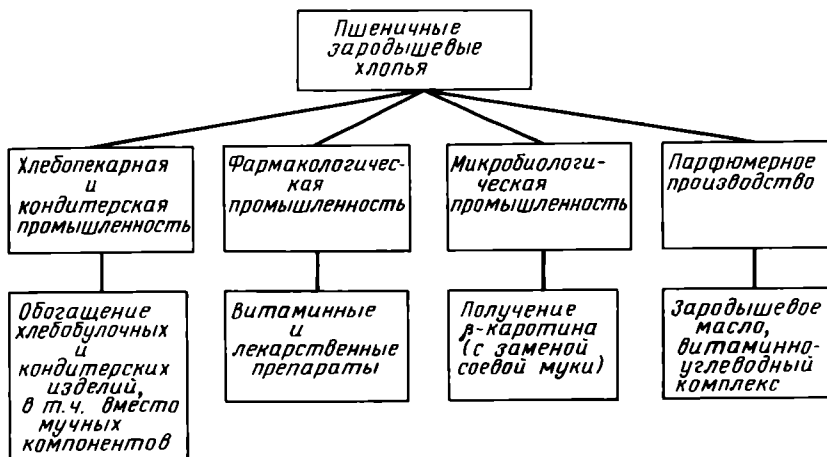 Пшеничные
зародышевые
хлопья
Хлебопекарная
и
кондитерская
промышленность
Фармакологичес-
кая
промышленность
Микробиологи-
ческая
промышленность
Парфюмерное
производство
Обогащение
хлебобулочных
и
кондитерских
изделий,
в т.ч. вместо
мучных
компонентов
Витаминные
и
лекарственные
препараты
Получение
β-каротина
(с заменой
соевой муки)
Зародышевое
масло,
витаминно-
углеводный
комплекс